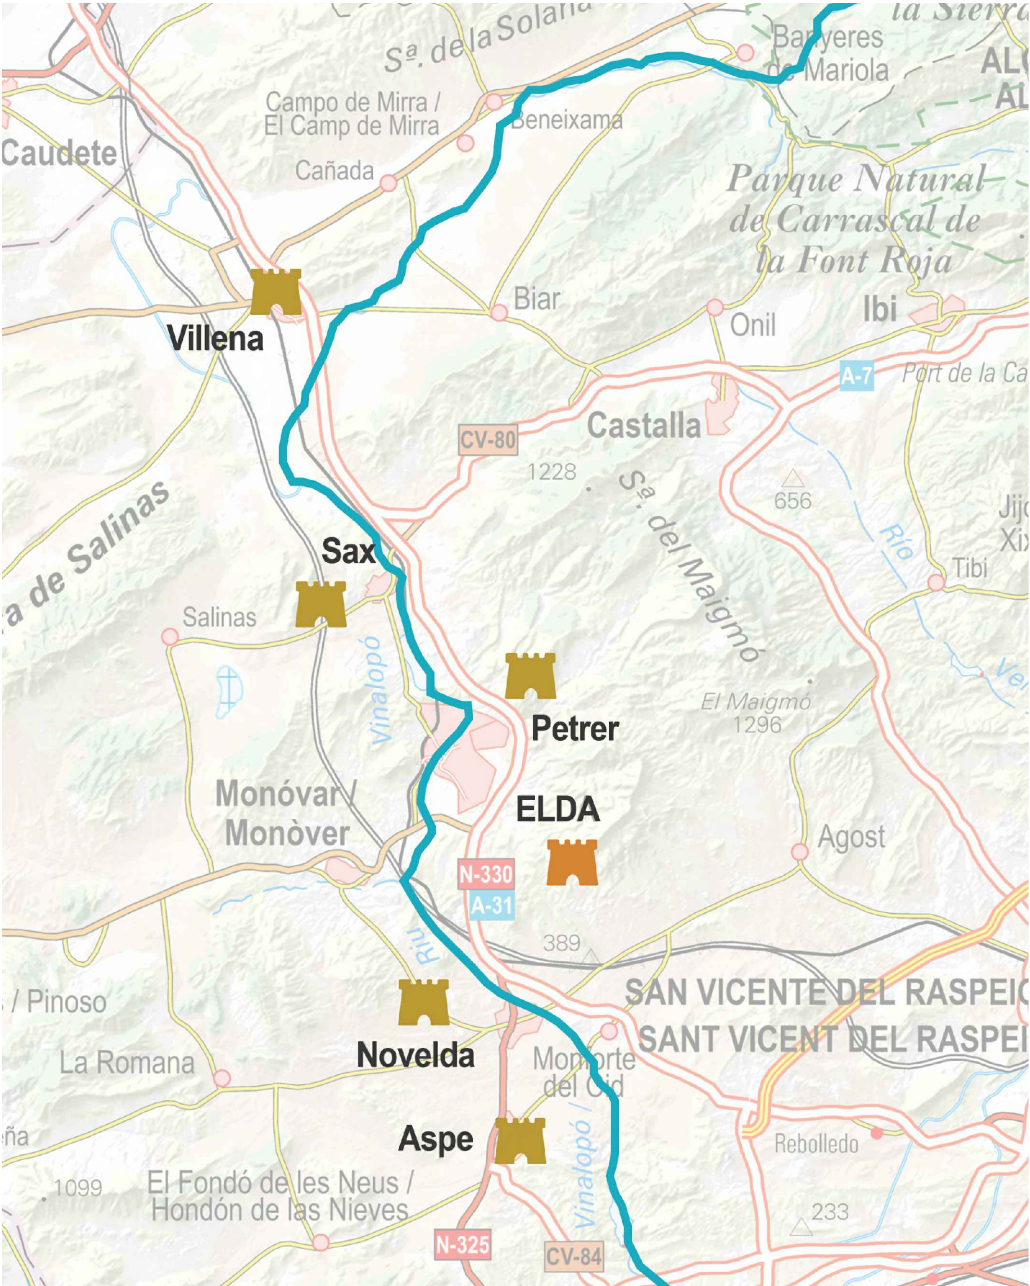 la Sierra
Sª. de la Solana
Banyeres
de Mariola
Campo de Mirra /
El Camp de Mirra
Beneixama
Caudete
Cañada
Parque Natural
de Carrascal de
la Font Roja
Biar
Ibi
Onil
Villena
A-7
Port de la Ca
Castalla
CV-80
1228
Sª. del Maigmó
656
Río
Sax
Tibi
a de Salinas
Salinas
Vinalopó
El Maigmó
1296
Petrer
Monóvar /
Monòver
ELDA
Agost
N-330
A-31
Riu
389
/ Pinoso
SAN VICENTE DEL RASPEIG
SANT VICENT DEL RASPEI
Novelda
La Romana
Monforte
del Cid
Aspe
Vinalopó /
Rebolledo
1099
El Fondó de les Neus /
Hondón de las Nieves
233
N-325
CV-84